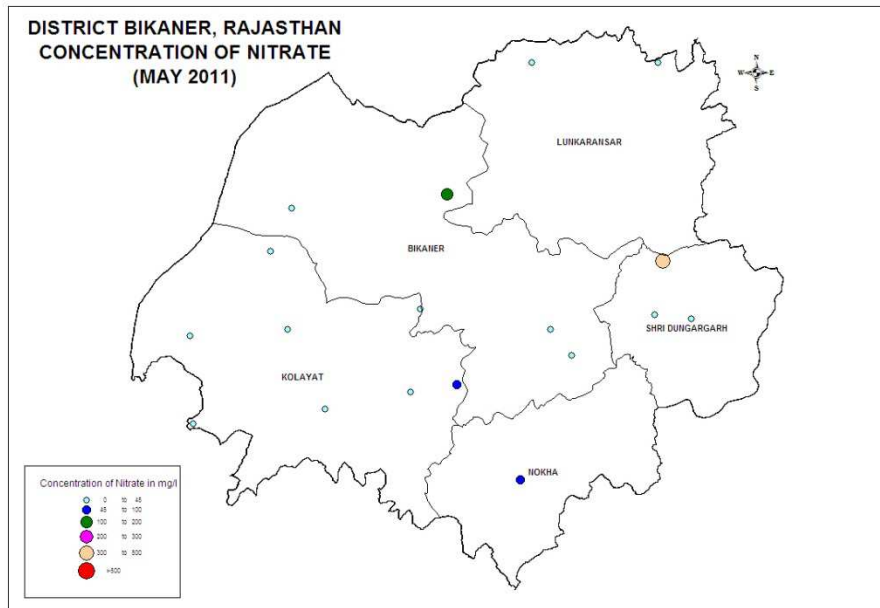 DISTRICT BIKANER, RAJASTHAN
CONCENTRATION OF NITRATE
(MAY 2011)
N
W E
S
LUNKARANSAR
BIKANER
SHRI DUNGARGARH
KOLAYAT
NOKHA
Concentration of Nitrate in mg/l
0 to 45
45 to 100
100 to 200
200 to 300
300 to 500
>500